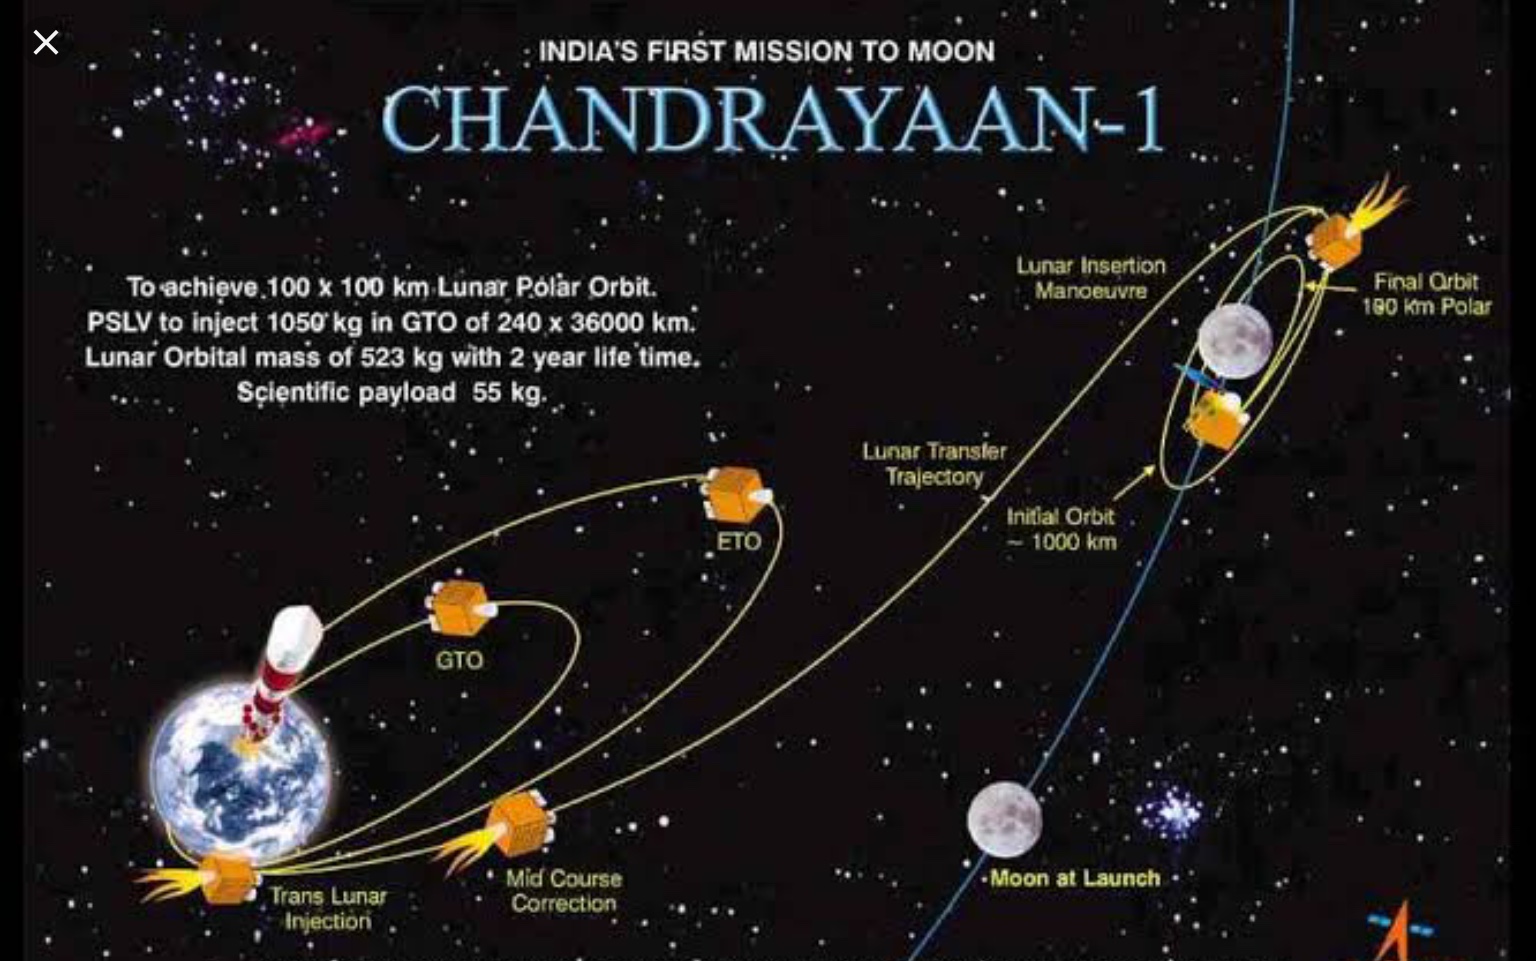 INDIA'S FIRST MISSION TO MOON
CHANDRAYAAN-1
To achieve 100 x 100 km Lunar Polar Orbit.
PSLV to inject 1050 kg in GTO of 240 x 36000 km.
Lunar Orbital mass of 523 kg with 2 year life time.
Scientific payload 55 kg.
Lunar Insertion
Manoeuvre
Final Orbit
100 km Polar
Lunar Transfer
Trajectory
Initial Orbit
~ 1000 km
ETO
GTO
Mid Course
Correction
Trans Lunar
Injection
Moon at Launch